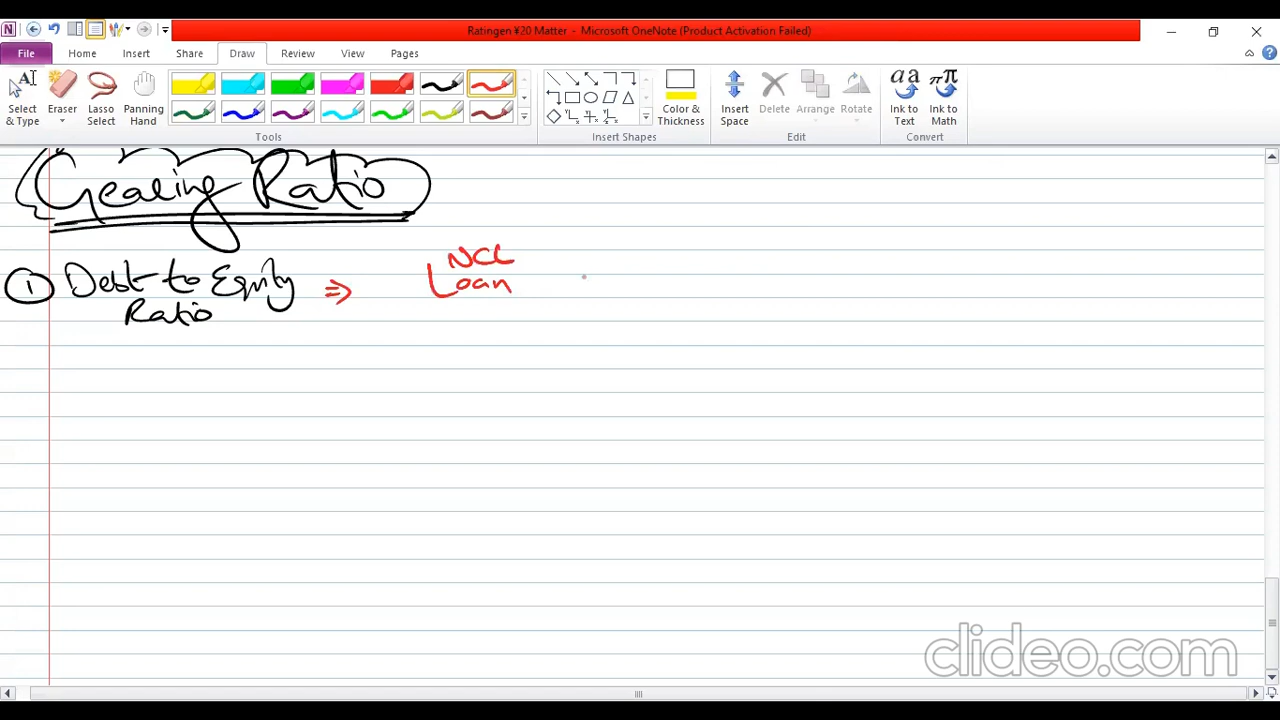 Ratingen ¥20 Matter - Microsoft OneNote (Product Activation Failed)
File Home Insert Share Draw Review View Pages
Select & Type
Eraser
Lasso Select
Panning Hand
Color & Thickness
Insert Space
Delete
Arrange
Rotate
Ink to Text
Ink to Math
Tools
Insert Shapes
Edit
Convert
Gearing Ratio
① Debt to Equity Ratio ⇒
NCL
Loan
clideo.com